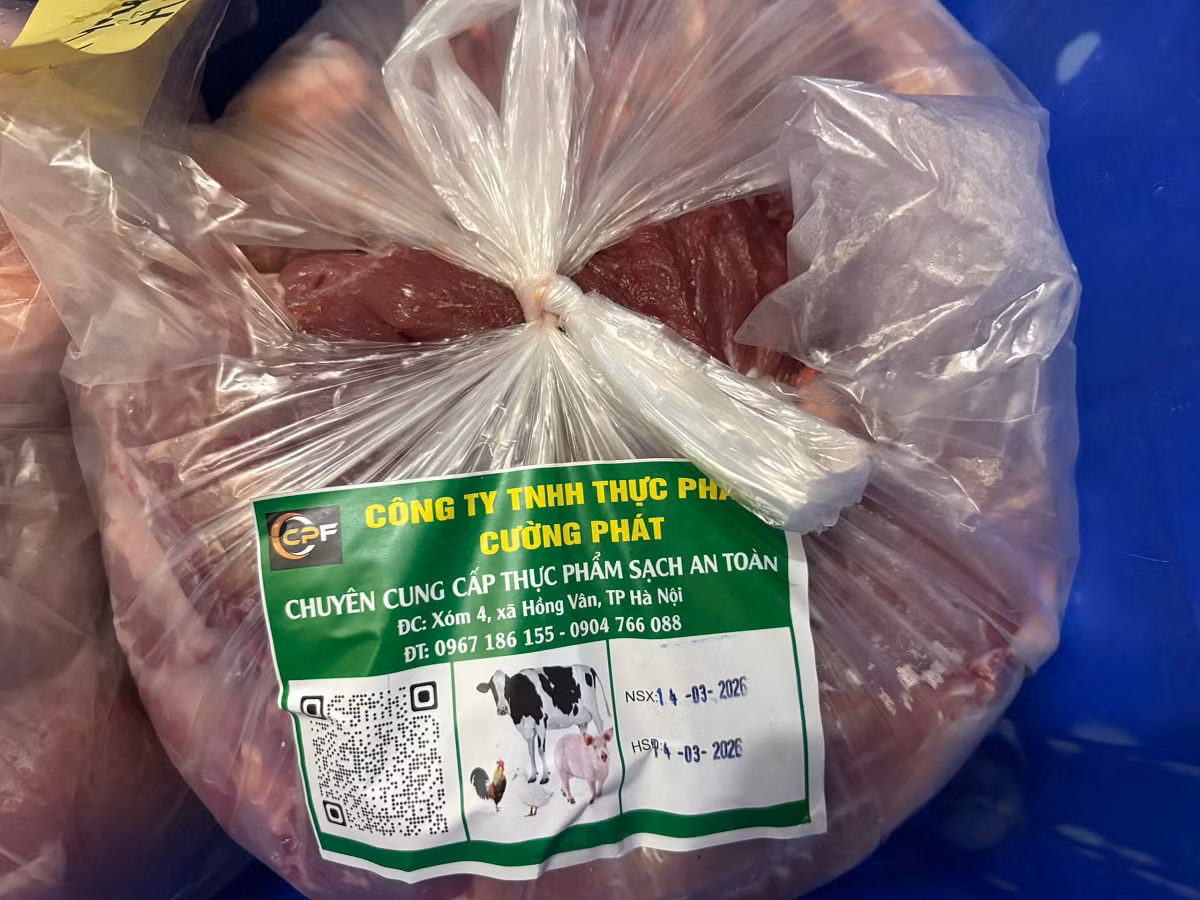 CPF
CÔNG TY TNHH THỰC
CƯỜNG PHÁT
CHUYÊN CUNG CẤP THỰC PHẨM SẠCH AN TOÀN
ĐC: Xóm 4, xã Hồng Vân, TP Hà Nội
ĐT: 0967 186 155 - 0904 766 088
NSX: 14 -03- 2026
HSD: 14 -03- 2026